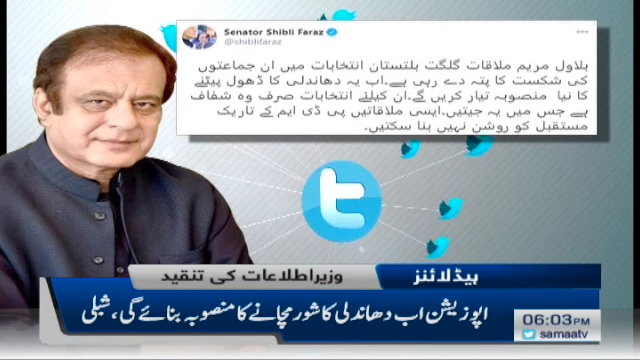 Senator Shibli Faraz
@shiblifaraz
بلاول مریم ملاقات گلگت بلتستان انتخابات میں ان جماعتوں
کی شکست کا پتہ دے رہی ہے.اب یہ دھاندلی کا ڈھول پیٹنے
کا نیا منصوبہ تیار کریں گے.ان کیلئے انتخابات صرف وہ شفاف
ہے جس میں یہ جیتیں.ایسی ملاقاتیں پی ڈی ایم کے تاریک
مستقبل کو روشن نہیں بنا سکتیں.
ہیڈلائنز
وزیراطلاعات کی تنقید
اپوزیشن اب دھاندلی کا شور مچانے کا منصوبہ بنائے گی، شبلی
06:03PM
samaatv